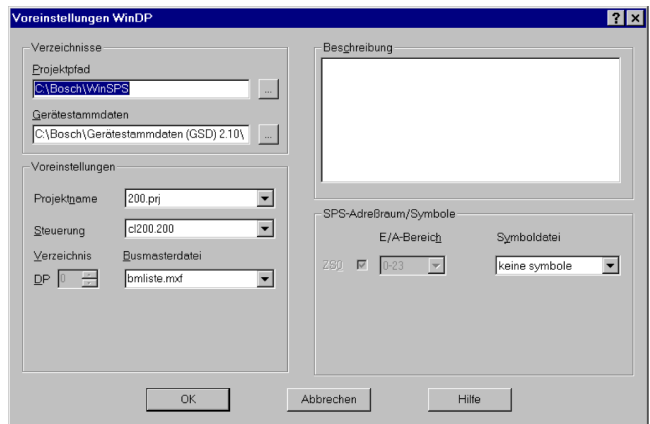 Voreinstellungen WinDP
Verzeichnisse
Projektpfad
C:\Bosch\WinSPS
...
Gerätestammdaten
C:\Bosch\Gerätestammdaten (GSD) 2.10\
...
Voreinstellungen
Projektname
200.prj
Steuerung
cl200.200
Verzeichnis
Busmasterdatei
DP
0
bmliste.mxf
Beschreibung
SPS-Adreßraum/Symbole
E/A-Bereich
Symboldatei
ZS0
0-23
keine symbole
OK
Abbrechen
Hilfe